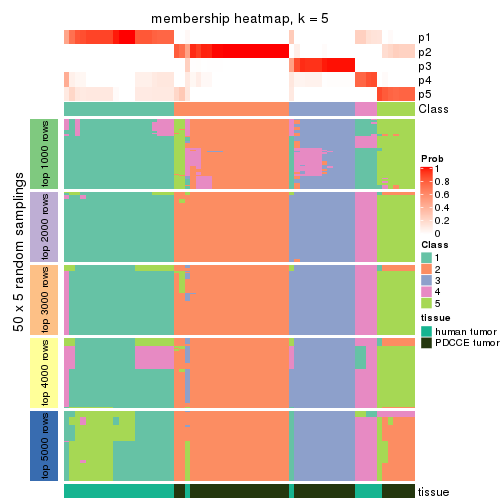 membership heatmap, k = 5
p1
p2
p3
p4
p5
Class
50 x 5 random samplings
top 1000 rows
top 2000 rows
top 3000 rows
top 4000 rows
top 5000 rows
tissue
Prob
1
0.8
0.6
0.4
0.2
0
Class
1
2
3
4
5
tissue
human tumor
PDCCE tumor